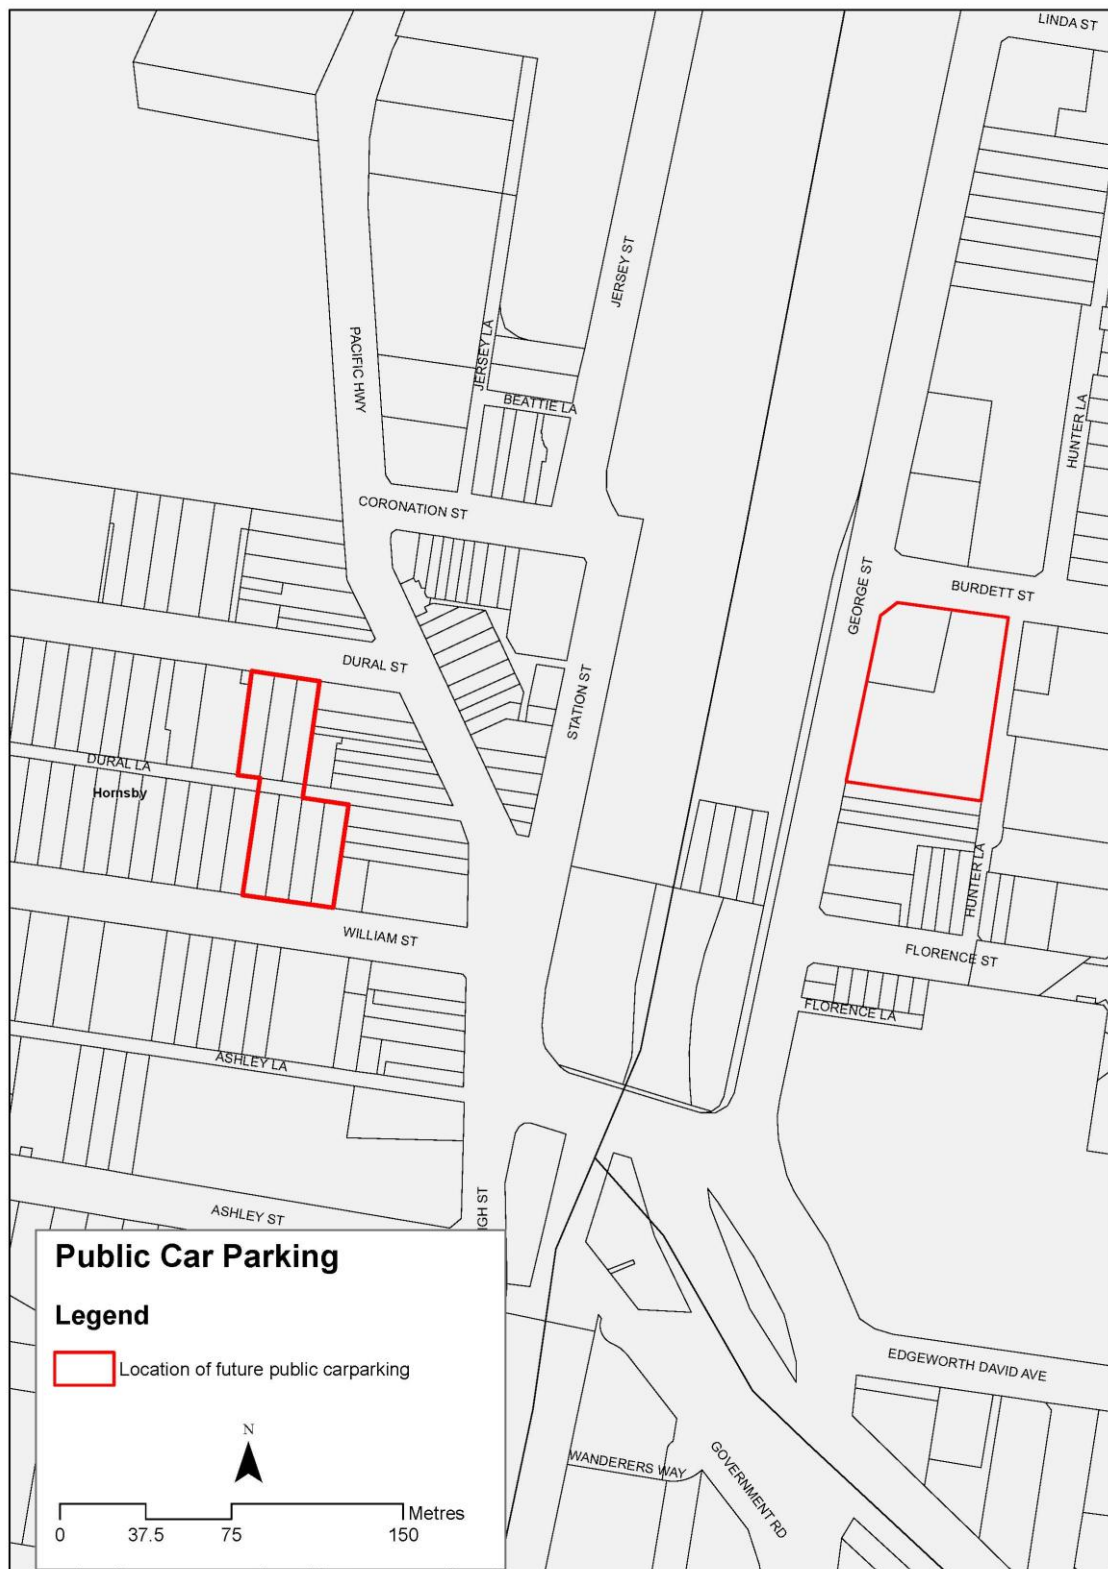 LINDA ST
JERSEY ST
PACIFIC HWY
JERSEY LA
BEATTIE LA
HUNTER LA
CORONATION ST
GEORGE ST
BURDETT ST
DURAL ST
STATION ST
DURAL LA
Hornsby
HUNTER LA
WILLIAM ST
FLORENCE ST
FLORENCE LA
ASHLEY LA
ASHLEY ST
IGH ST
EDGEWORTH DAVID AVE
WANDERERS WAY
GOVERNMENT RD
Public Car Parking
Legend
Location of future public carparking
N
Metres
0 37.5 75 150